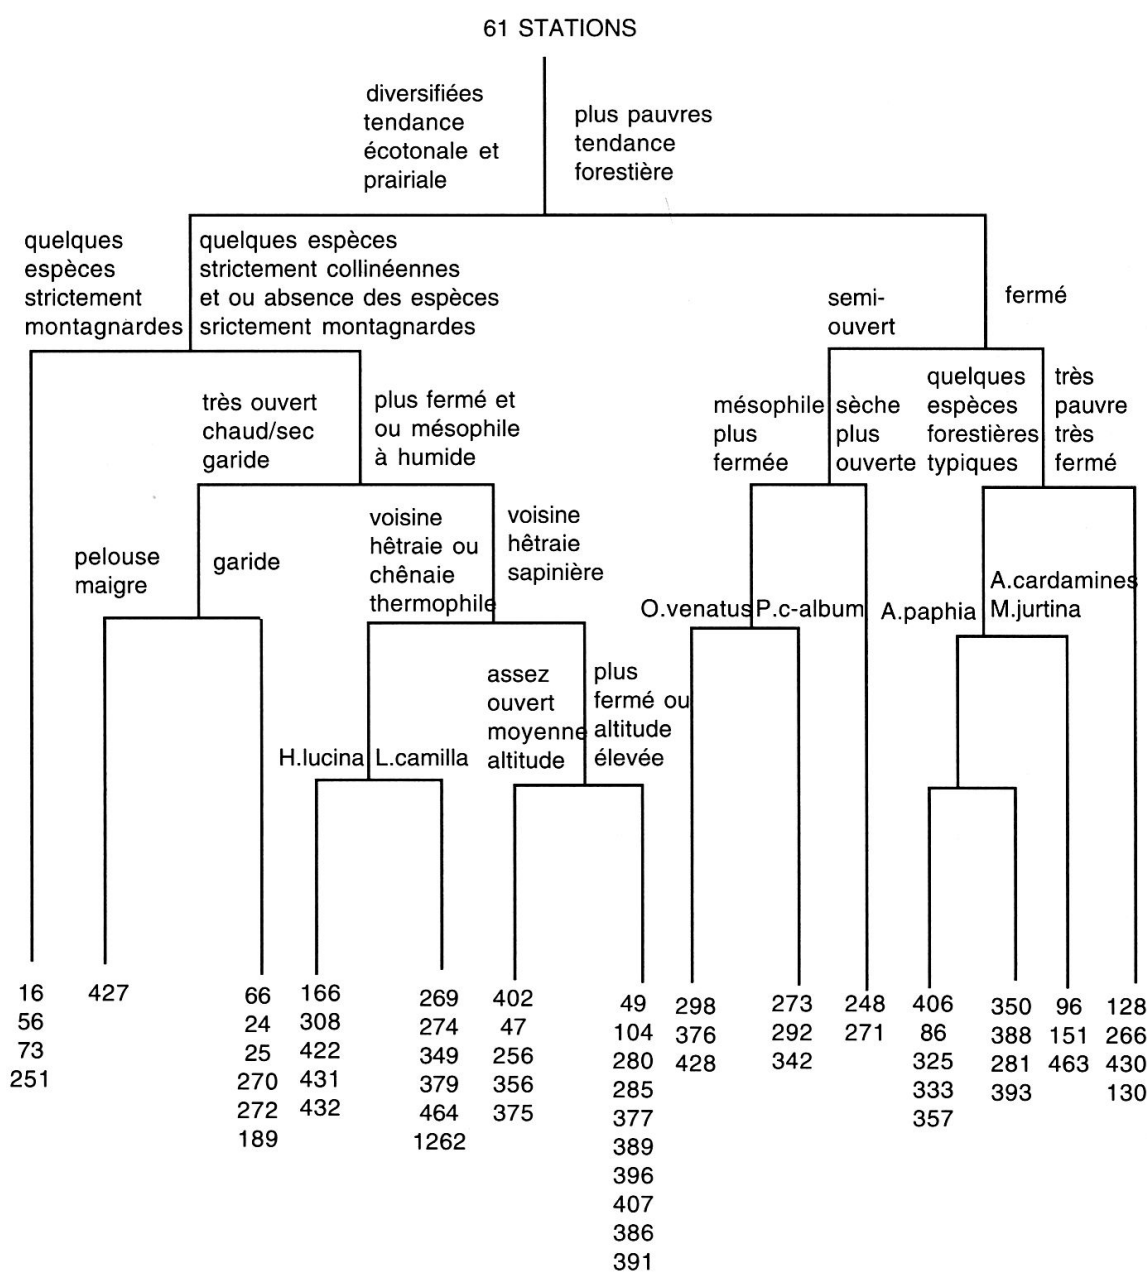 61 STATIONS
diversifiées
tendance
écotonale et
prairiale
plus pauvres
tendance
forestière
quelques
espèces
strictement
montagnardes
quelques espèces
strictement collinéennes
et ou absence des espèces
srictement montagnardes
semi-
ouvert
fermé
très ouvert
chaud/sec
garide
plus fermé et
ou mésophile
à humide
mésophile
plus
fermée
sèche
plus
ouverte
quelques
espèces
forestières
typiques
très
pauvre
très
fermé
pelouse
maigre
garide
voisine
hêtraie ou
chênaie
thermophile
voisine
hêtraie
sapinière
O.venatus
P.c-album
A.paphia
A.cardamines
M.jurtina
H.lucina
L.camilla
assez
ouvert
moyenne
altitude
plus
fermé ou
altitude
élevée
16
56
73
251
427
66
24
25
270
272
189
166
308
422
431
432
269
274
349
379
464
1262
402
47
256
356
375
49
104
280
285
377
389
396
407
386
391
298
376
428
273
292
342
248
271
406
86
325
333
357
350
388
281
393
96
151
463
128
266
430
130